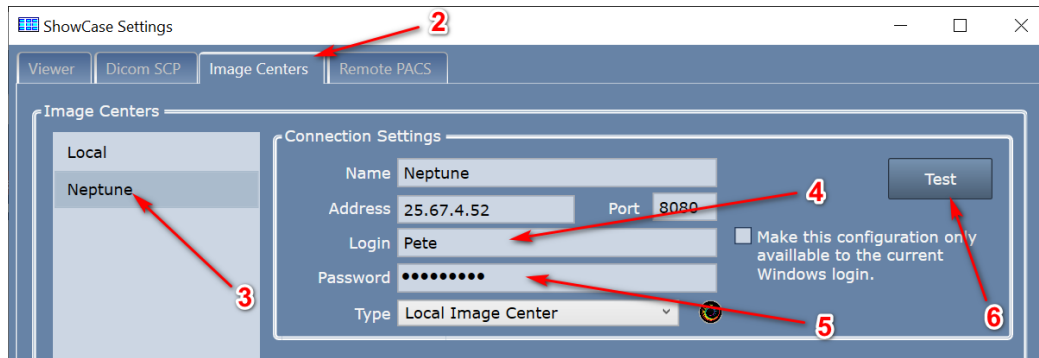 ShowCase Settings
2
Viewer Dicom SCP Image Centers Remote PACS
Image Centers
Connection Settings
Local
Neptune
3
Name Neptune
Address 25.67.4.52 Port 8080
Login Pete
4
Password •••••••••
5
Type Local Image Center
Test
6
Make this configuration only
availlable to the current
Windows login.